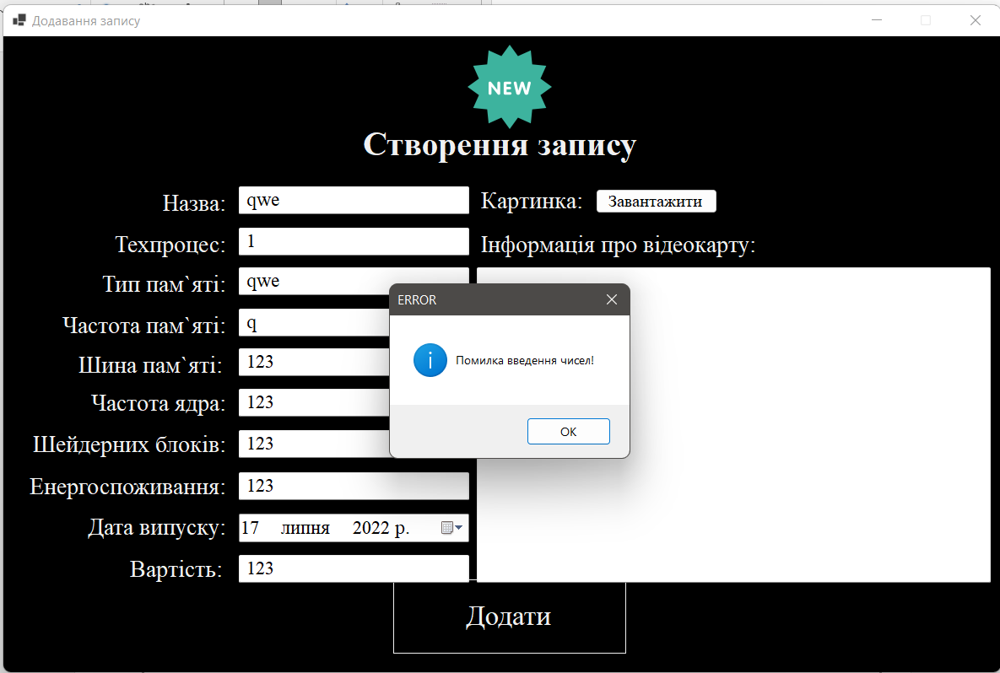 Додавання запису
NEW
Створення запису
Назва: qwe
Картинка: Завантажити
Техпроцес: 1
Інформація про відеокарту:
Тип пам`яті: qwe
Частота пам`яті: q
Шина пам`яті: 123
Частота ядра: 123
Шейдерних блоків: 123
Енергоспоживання: 123
Дата випуску: 17 липня 2022 р.
Вартість: 123
ERROR
Помилка введення чисел!
OK
Додати